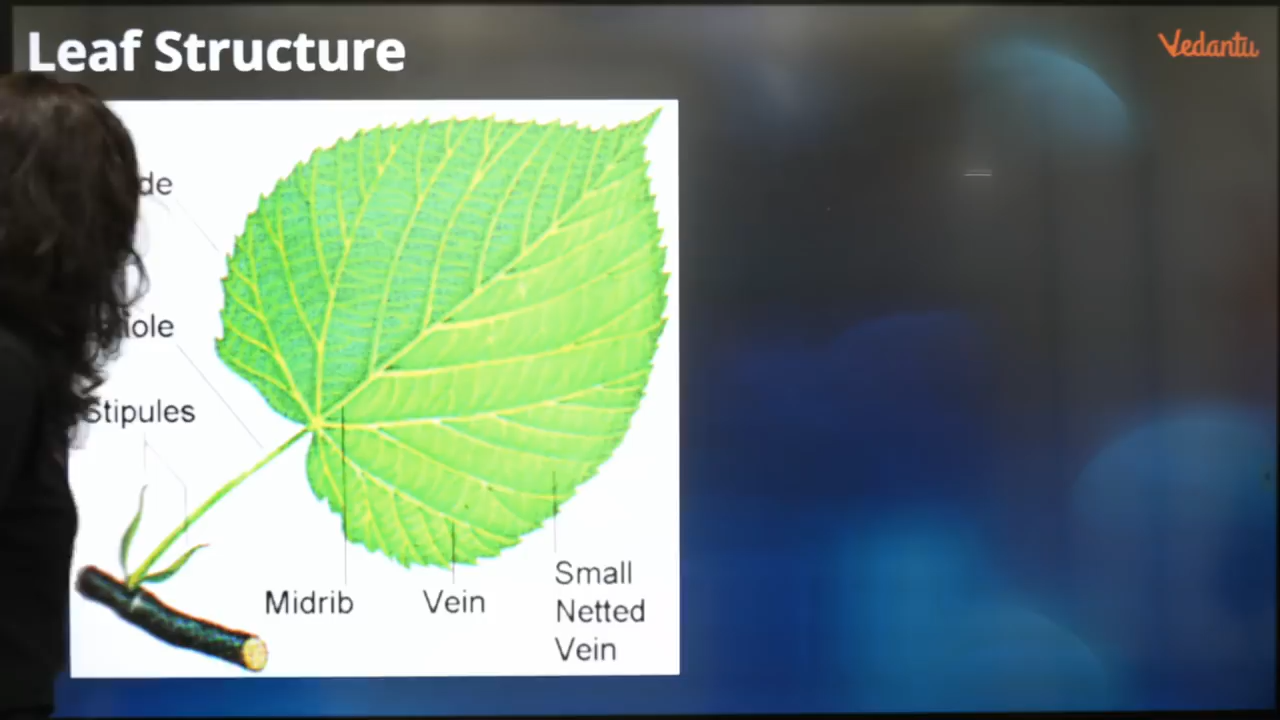 Leaf Structure
Vedantu
Stipules
Midrib
Vein
Small
Netted
Vein